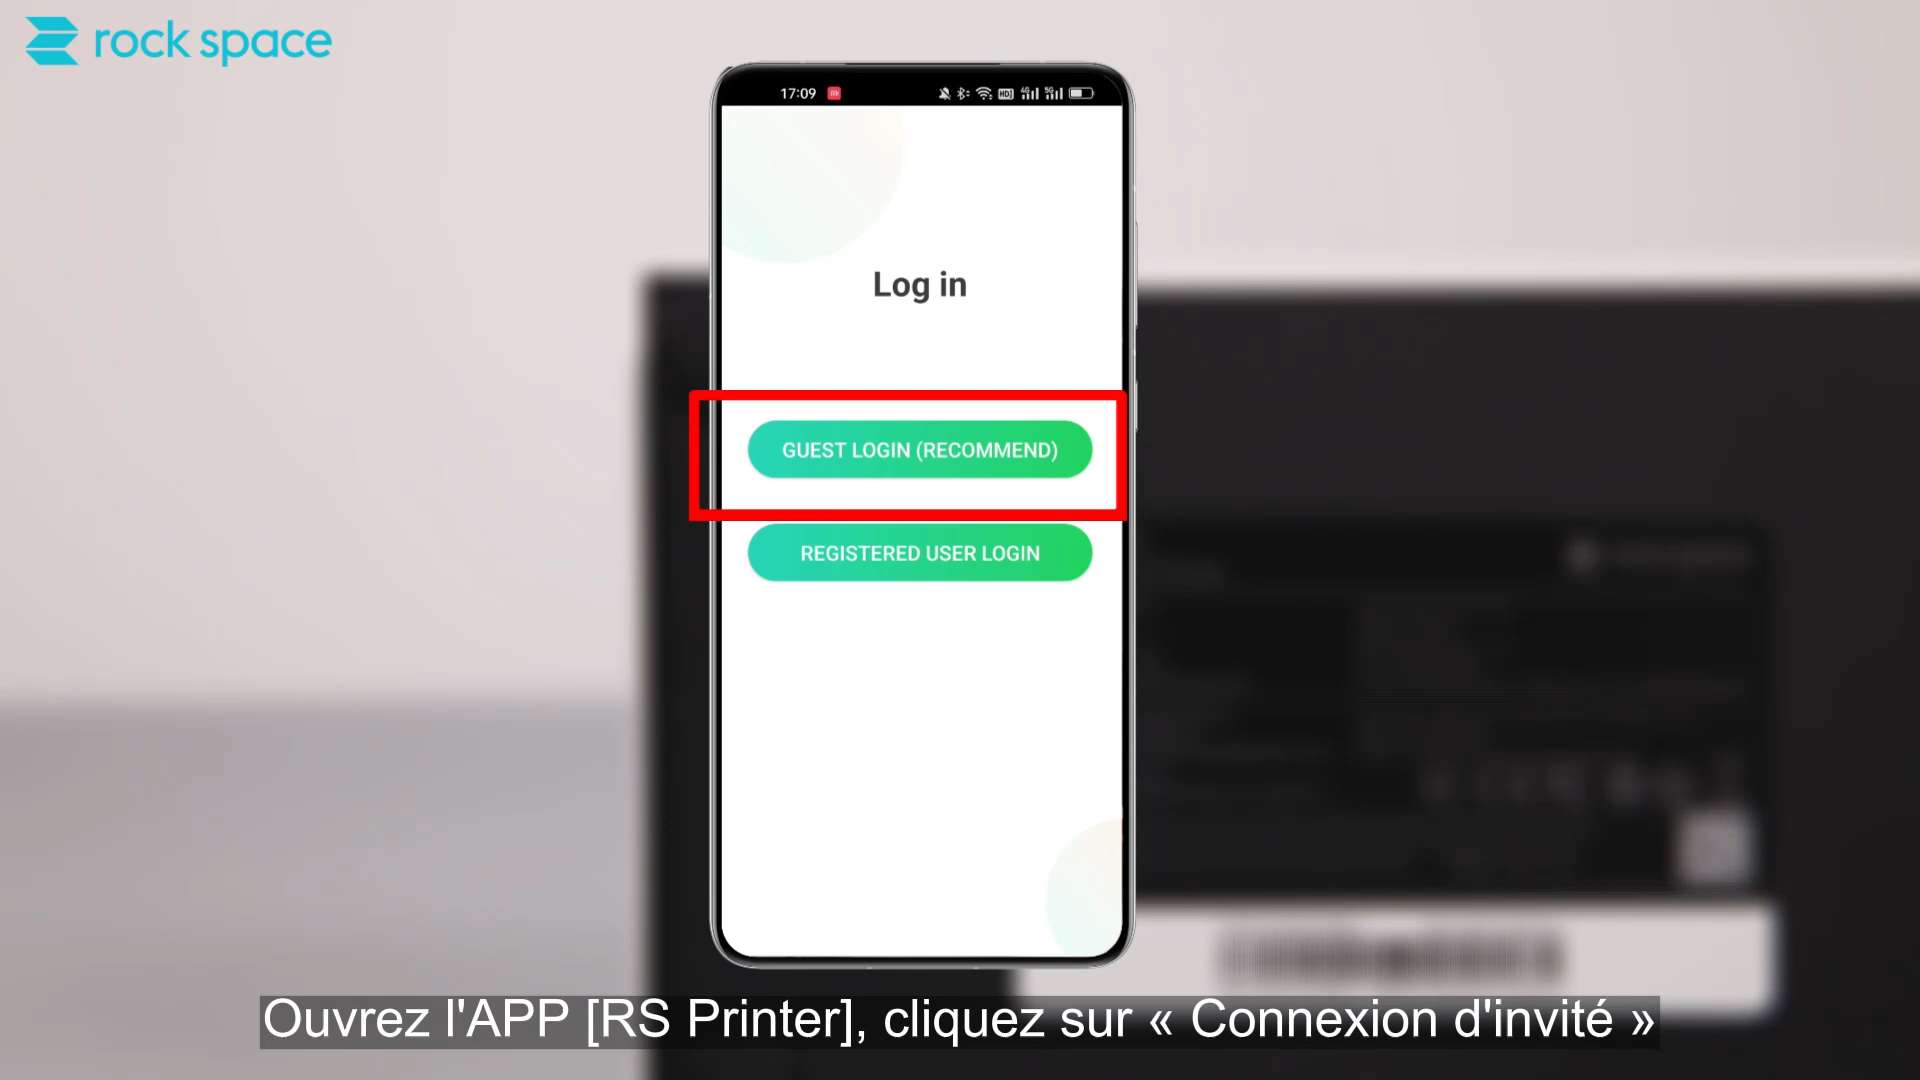 rock space
17:09
Log in
GUEST LOGIN (RECOMMEND)
REGISTERED USER LOGIN
Ouvrez l'APP [RS Printer], cliquez sur « Connexion d'invité »